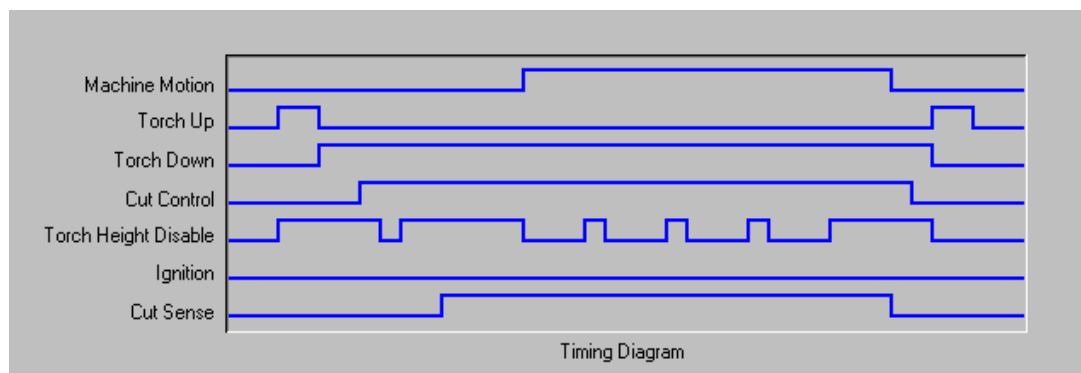 Machine Motion
Torch Up
Torch Down
Cut Control
Torch Height Disable
Ignition
Cut Sense
Timing Diagram